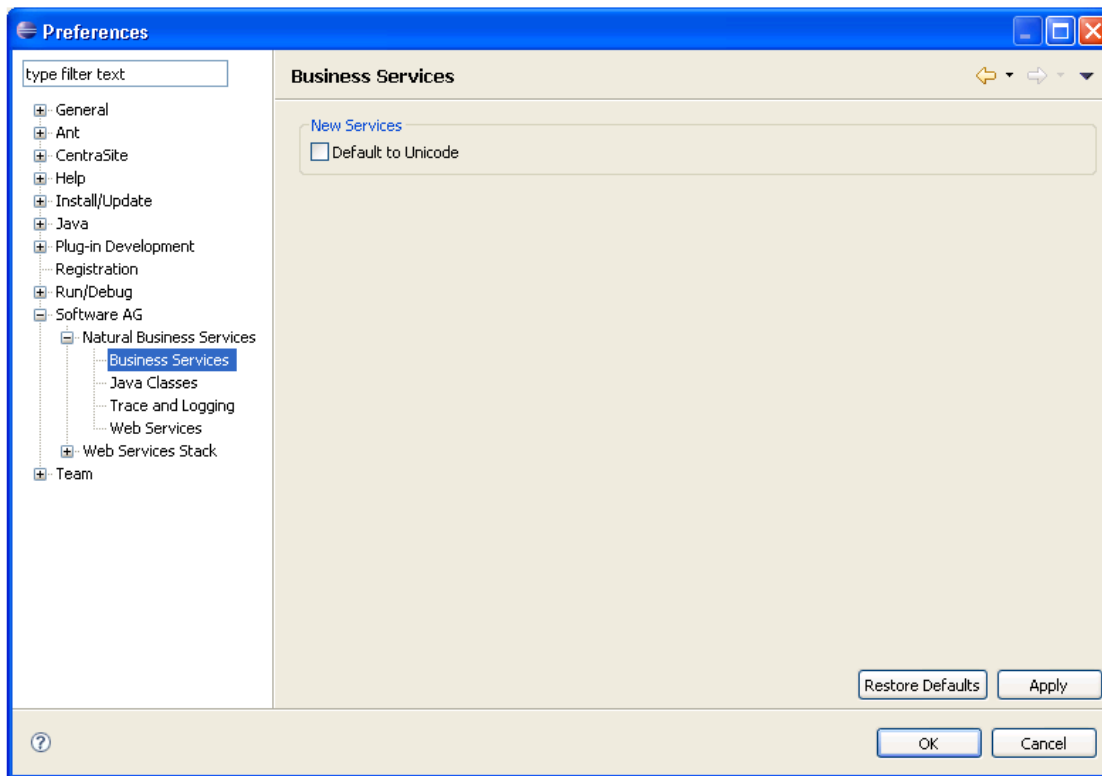 Preferences
type filter text
General
Ant
CentraSite
Help
Install/Update
Java
Plug-in Development
Registration
Run/Debug
Software AG
Natural Business Services
Business Services
Java Classes
Trace and Logging
Web Services
Web Services Stack
Team
Business Services
New Services
Default to Unicode
Restore Defaults
Apply
?
OK
Cancel